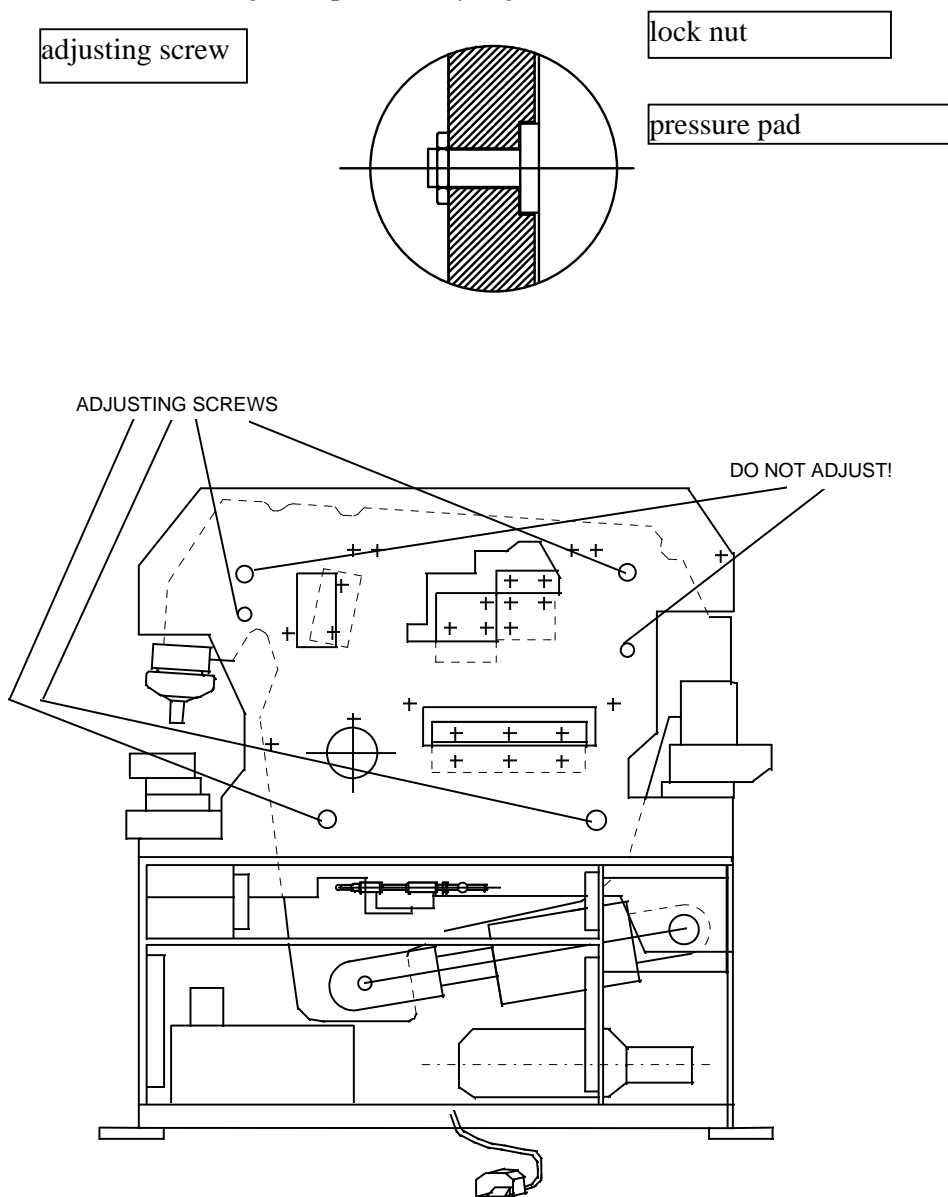 adjusting screw
lock nut
pressure pad
ADJUSTING SCREWS
DO NOT ADJUST!